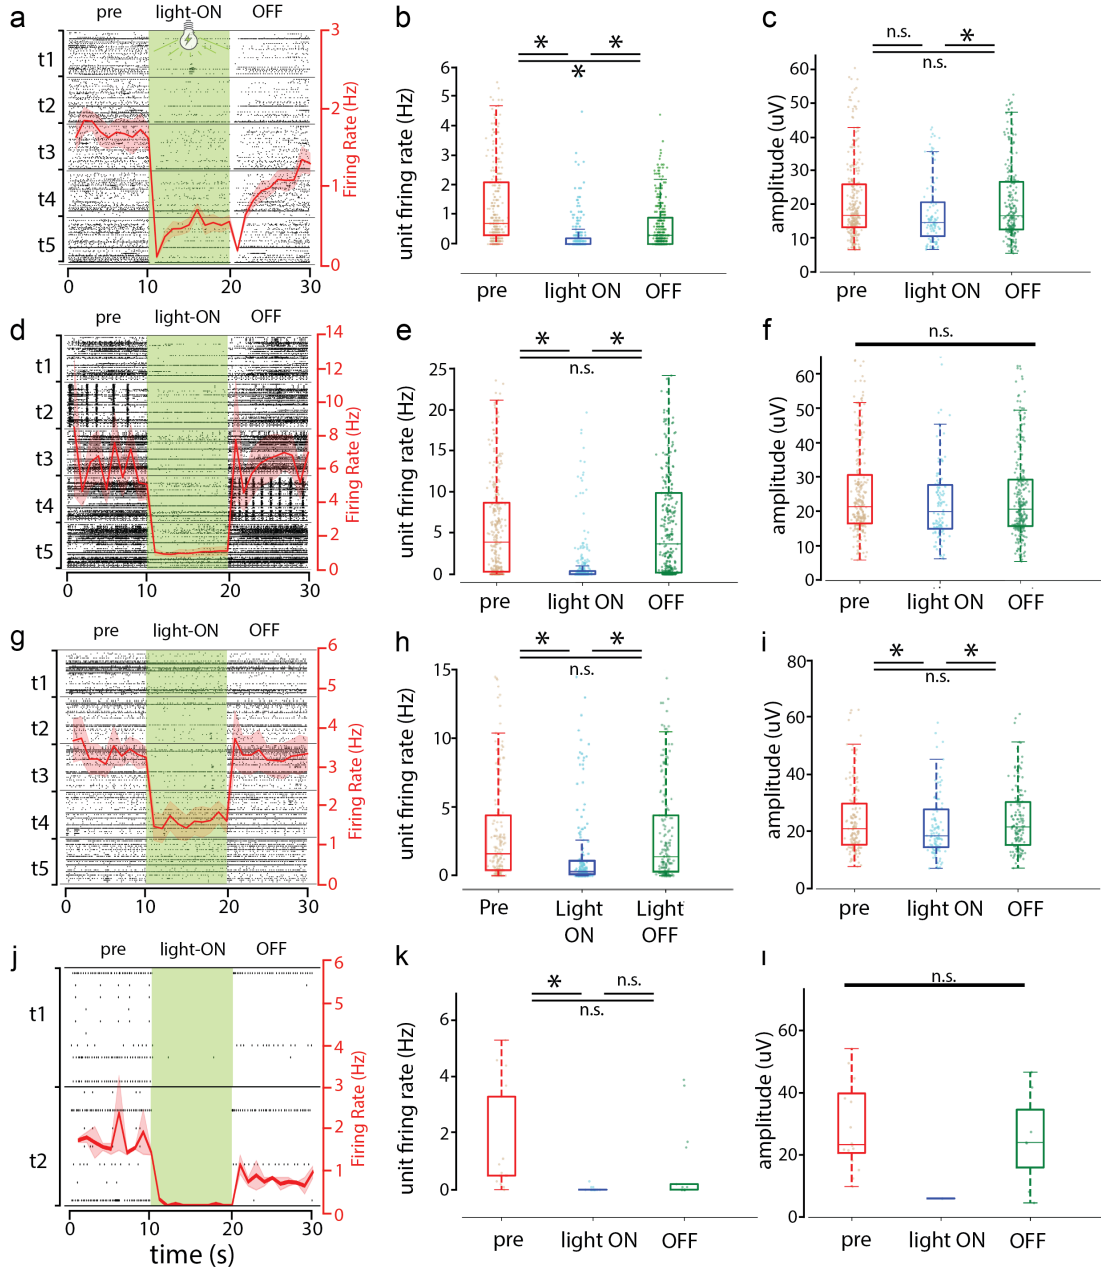 a
pre light-ON OFF
t1
t2
t3
t4
t5
3
2
1
0
Firing Rate (Hz)
0 10 20 30
b
* *
*
unit firing rate (Hz)
6
5
4
3
2
1
0
pre light ON OFF
c
n.s. *
n.s.
amplitude (uV)
60
50
40
30
20
10
0
pre light ON OFF
d
pre light-ON OFF
t1
t2
t3
t4
t5
14
12
10
8
6
4
2
0
Firing Rate (Hz)
0 10 20 30
e
* *
n.s.
unit firing rate (Hz)
25
20
15
10
5
0
pre light ON OFF
f
n.s.
amplitude (uV)
60
50
40
30
20
10
0
pre light ON OFF
g
pre light-ON OFF
t1
t2
t3
t4
t5
6
5
4
3
2
1
0
Firing Rate (Hz)
0 10 20 30
h
* *
n.s.
unit firing rate (Hz)
15
10
5
0
Pre Light Light
ON OFF
i
* *
n.s.
amplitude (uV)
80
60
40
20
0
pre light ON OFF
j
pre light-ON OFF
t1
t2
6
5
4
3
2
1
0
Firing Rate (Hz)
0 10 20 30
time (s)
k
* n.s.
n.s.
unit firing rate (Hz)
6
4
2
0
pre light ON OFF
l
n.s.
amplitude (uV)
60
40
20
0
pre light ON OFF